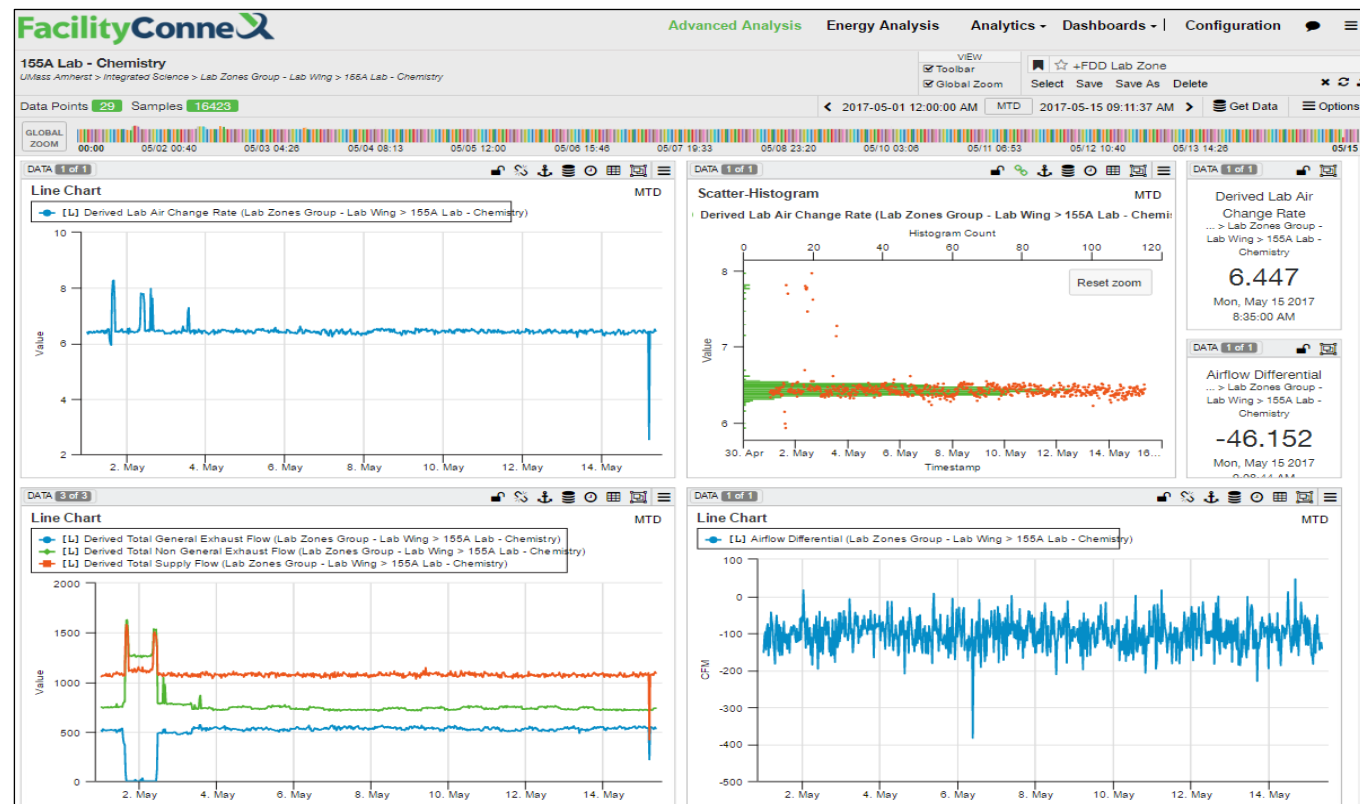 FacilityConneX
Advanced Analysis Energy Analysis Analytics Dashboards Configuration
155A Lab - Chemistry
UMass Amherst > Integrated Science > Lab Zones Group - Lab Wing > 155A Lab - Chemistry
VIEW
Toolbar
Global Zoom
+FDD Lab Zone
Select Save Save As Delete
Data Points 29 Samples 16423
2017-05-01 12:00:00 AM MTD 2017-05-15 09:11:37 AM Get Data Options
GLOBAL ZOOM
00:00 05/02 00:40 05/03 04:26 05/04 08:13 05/05 12:00 05/06 15:46 05/07 19:33 05/08 23:20 05/10 03:06 05/11 06:53 05/12 10:40 05/13 14:26 05/15
DATA 1 of 1
Line Chart
MTD
[L] Derived Lab Air Change Rate (Lab Zones Group - Lab Wing > 155A Lab - Chemistry)
10
8
6
4
2
Value
2. May 4. May 6. May 8. May 10. May 12. May 14. May
DATA 1 of 1
Scatter-Histogram
MTD
Derived Lab Air Change Rate (Lab Zones Group - Lab Wing > 155A Lab - Chemis
Histogram Count
0 20 40 60 80 100 120
Reset zoom
8
7
6
Value
30. Apr 2. May 4. May 6. May 8. May 10. May 12. May 14. May 16...
Timestamp
DATA 1 of 1
Derived Lab Air
Change Rate
... > Lab Zones Group -
Lab Wing > 155A Lab -
Chemistry
6.447
Mon, May 15 2017
8:35:00 AM
DATA 1 of 1
Airflow Differential
... > Lab Zones Group -
Lab Wing > 155A Lab -
Chemistry
-46.152
Mon, May 15 2017
DATA 3 of 3
Line Chart
MTD
[L] Derived Total General Exhaust Flow (Lab Zones Group - Lab Wing > 155A Lab - Chemistry)
[L] Derived Total Non General Exhaust Flow (Lab Zones Group - Lab Wing > 155A Lab - Chemistry)
[L] Derived Total Supply Flow (Lab Zones Group - Lab Wing > 155A Lab - Chemistry)
2000
1500
1000
500
0
Value
2. May 4. May 6. May 8. May 10. May 12. May 14. May
DATA 1 of 1
Line Chart
MTD
[L] Airflow Differential (Lab Zones Group - Lab Wing > 155A Lab - Chemistry)
100
0
-100
-200
-300
-400
-500
CFM
2. May 4. May 6. May 8. May 10. May 12. May 14. May